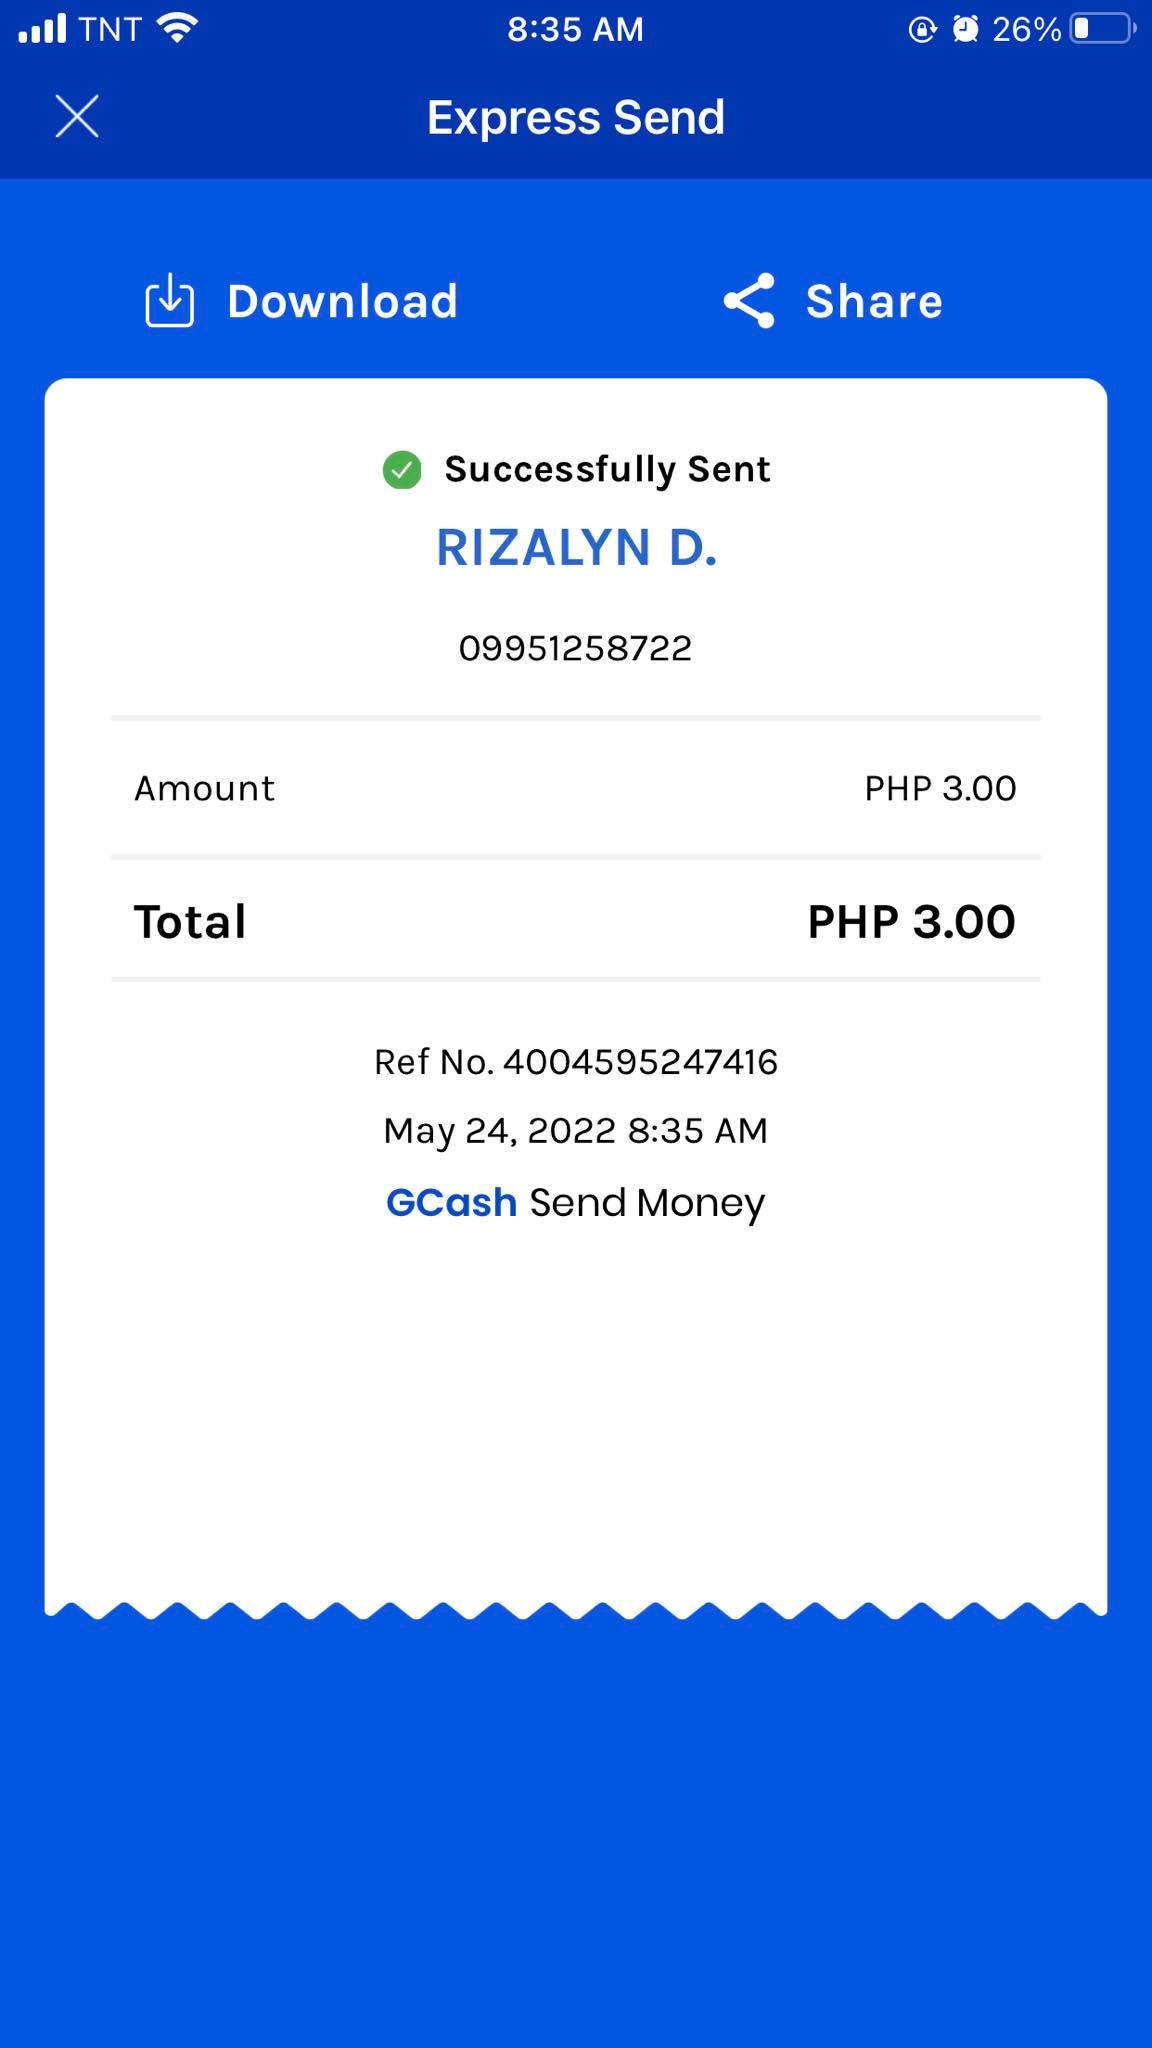 TNT 8:35 AM 26%
Express Send
Download Share
Successfully Sent
RIZALYN D.
09951258722
Amount PHP 3.00
Total PHP 3.00
Ref No. 4004595247416
May 24, 2022 8:35 AM
GCash Send Money